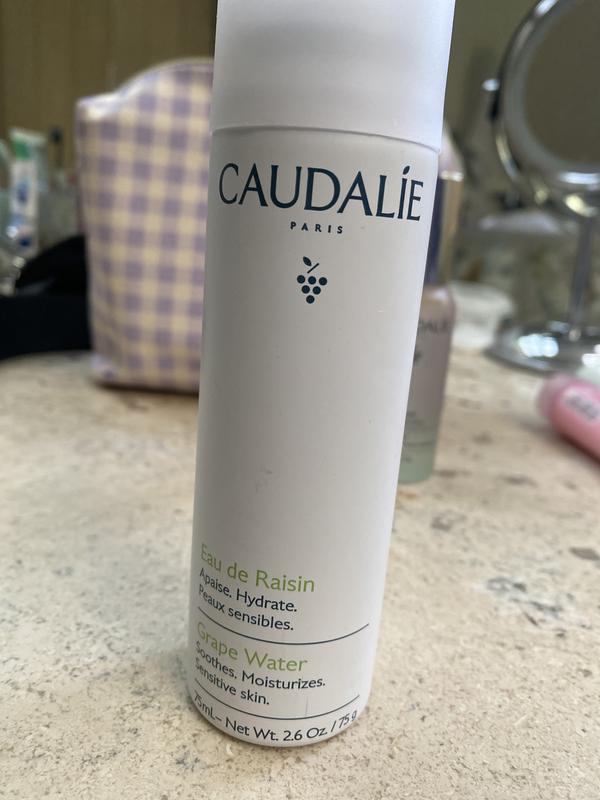 CAUDALÍE
PARIS
Eau de Raisin
Apaise. Hydrate.
Peaux sensibles.
Grape Water
Soothes. Moisturizes.
Sensitive skin.
75mL– Net Wt. 2.6 Oz. / 75 g